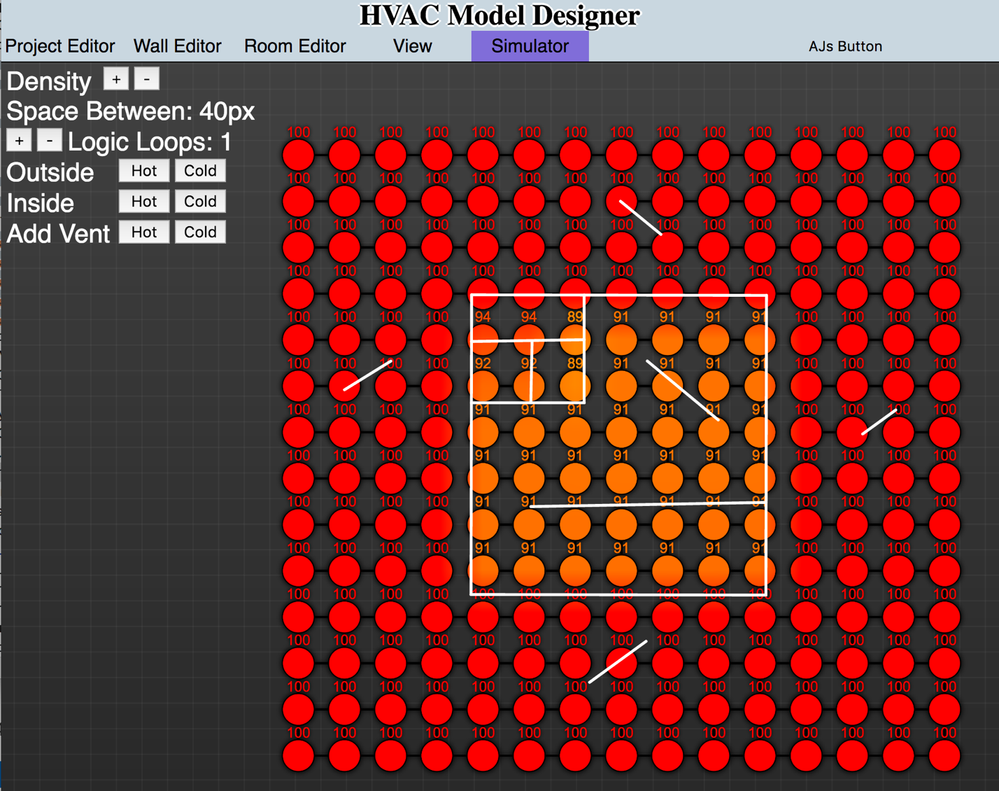 HVAC Model Designer
Project Editor Wall Editor Room Editor View Simulator AJs Button
Density + -
Space Between: 40px
+ - Logic Loops: 1
Outside Hot Cold
Inside Hot Cold
Add Vent Hot Cold
100 100 100 100 100 100 100 100 100 100 100 100 100 100 100
100 100 100 100 100 100 100 100 100 100 100 100 100 100 100
100 100 100 100 100 100 100 100 100 100 100 100 100 100 100
100 100 100 100 100 100 100 100 100 100 100 100 100 100 100
100 100 100 100 94 94 89 91 91 91 91 100 100 100 100
100 100 100 100 92 92 89 91 91 91 91 100 100 100 100
100 100 100 100 91 91 91 91 91 91 91 100 100 100 100
100 100 100 100 91 91 91 91 91 91 91 100 100 100 100
100 100 100 100 91 91 91 91 91 91 91 100 100 100 100
100 100 100 100 91 91 91 91 91 91 91 100 100 100 100
100 100 100 100 100 100 100 100 100 100 100 100 100 100 100
100 100 100 100 100 100 100 100 100 100 100 100 100 100 100
100 100 100 100 100 100 100 100 100 100 100 100 100 100 100
100 100 100 100 100 100 100 100 100 100 100 100 100 100 100